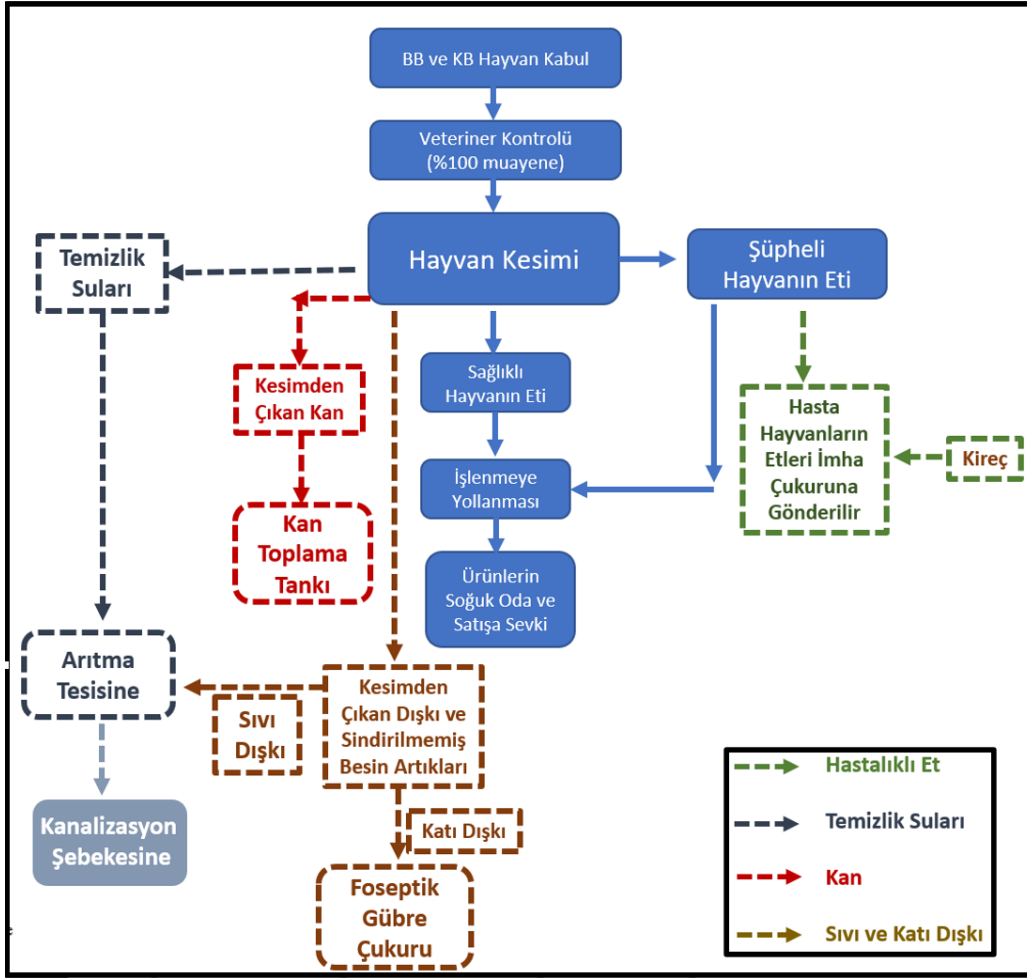 BB ve KB Hayvan Kabul
Veteriner Kontrolü
(%100 muayene)
Hayvan Kesimi
Şüpheli
Hayvanın Eti
Temizlik
Suları
Kesimden
Çıkan Kan
Sağlıklı
Hayvanın Eti
Hasta
Hayvanların
Etleri İmha
Çukuruna
Gönderilir
Kireç
İşlenmeye
Yollanması
Kan
Toplama
Tankı
Ürünlerin
Soğuk Oda ve
Satışa Sevki
Arıtma
Tesisine
Sıvı
Dışkı
Kesimden
Çıkan Dışkı ve
Sindirilmemiş
Besin Artıkları
Kanalizasyon
Şebekesine
Katı Dışkı
Foseptik
Gübre
Çukuru
Hastalıklı Et
Temizlik Suları
Kan
Sıvı ve Katı Dışkı